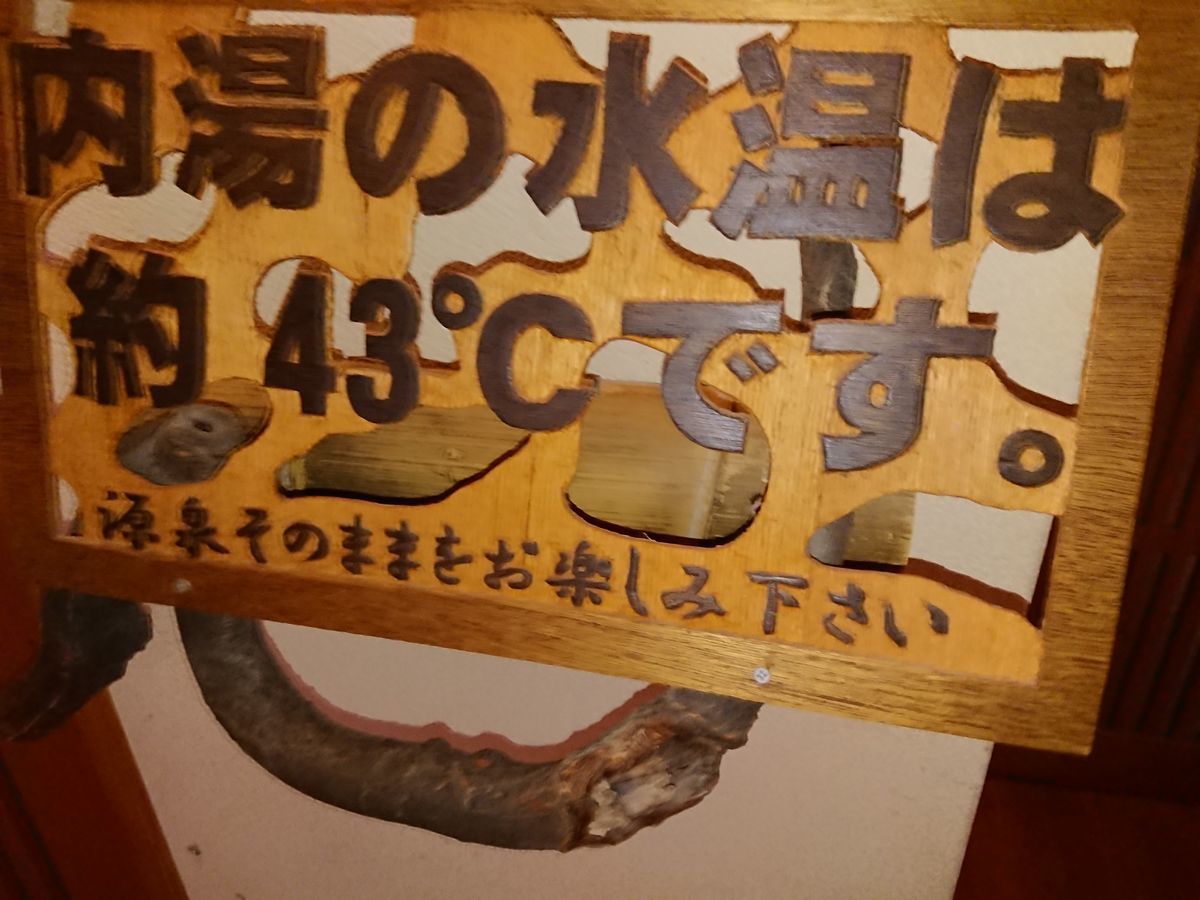 内湯の水温は
約43℃です。
源泉そのままをお楽しみ下さい